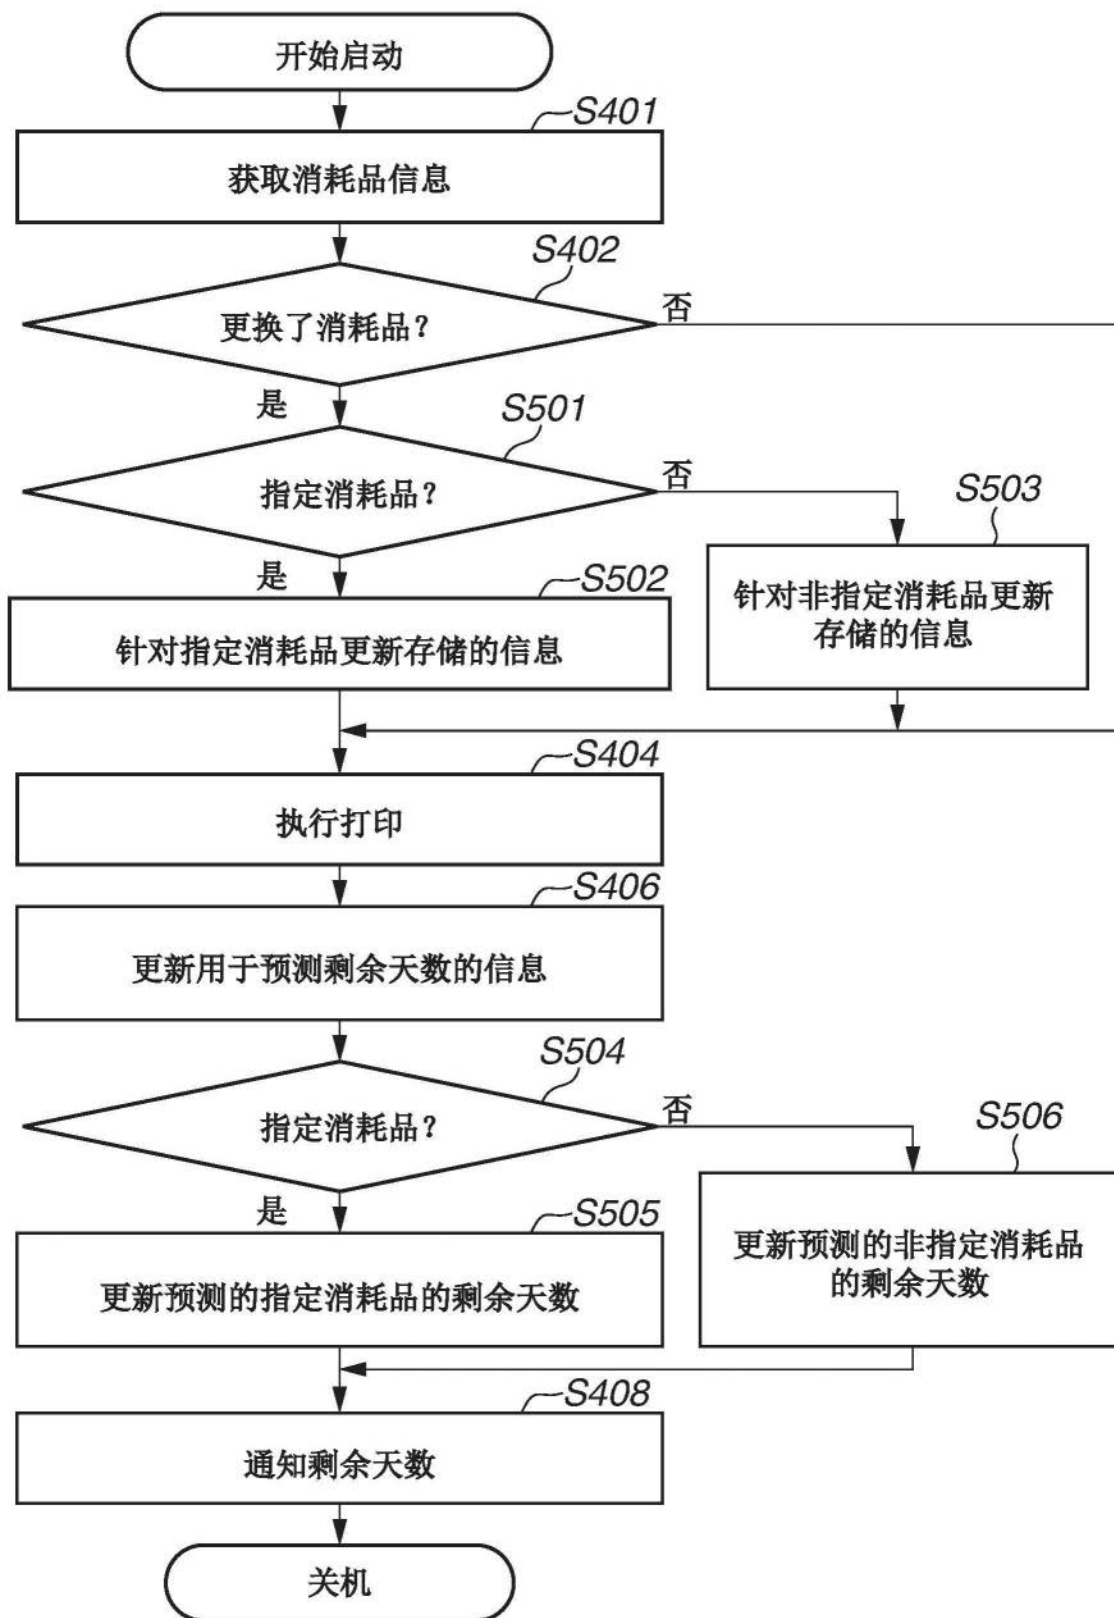 开始启动
S401
获取消耗品信息
S402
更换了消耗品?
否
是
S501
指定消耗品?
否
S503
针对非指定消耗品更新
存储的信息
是
S502
针对指定消耗品更新存储的信息
S404
执行打印
S406
更新用于预测剩余天数的信息
S504
指定消耗品?
否
S506
更新预测的非指定消耗品
的剩余天数
是
S505
更新预测的指定消耗品的剩余天数
S408
通知剩余天数
关机